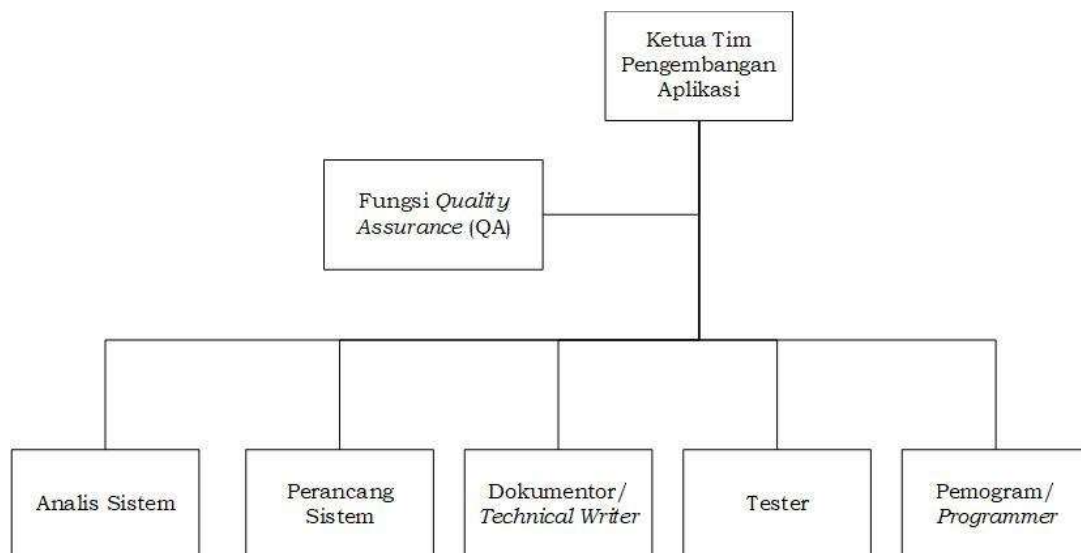 Ketua Tim
Pengembangan
Aplikasi
Fungsi Quality
Assurance (QA)
Analis Sistem
Perancang
Sistem
Dokumentor/
Technical Writer
Tester
Pemogram/
Programmer